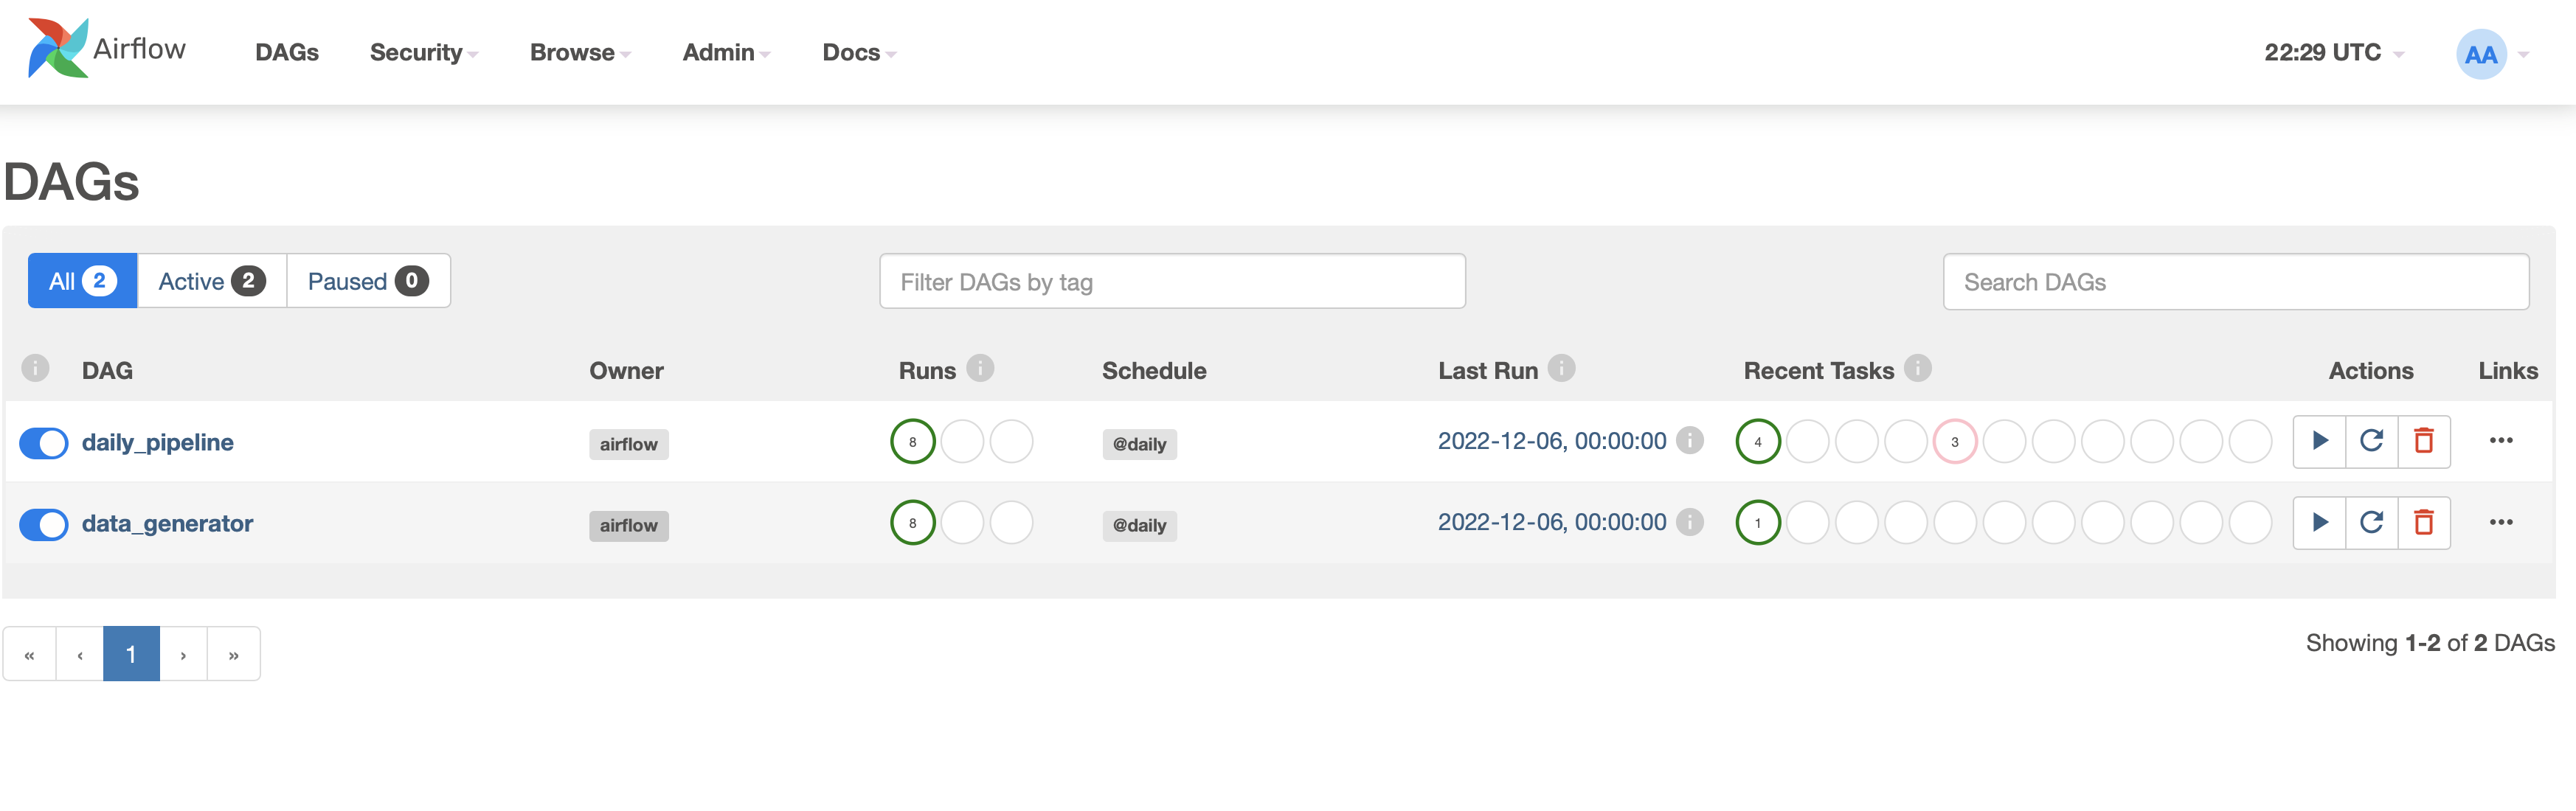 Airflow DAGs Security Browse Admin Docs 22:29 UTC AA
DAGs
All 2 Active 2 Paused 0 Filter DAGs by tag Search DAGs
i DAG Owner Runs i Schedule Last Run i Recent Tasks i Actions Links
daily_pipeline airflow 8 @daily 2022-12-06, 00:00:00 i 4 3 •••
data_generator airflow 8 @daily 2022-12-06, 00:00:00 i 1 •••
« ‹ 1 › » Showing 1-2 of 2 DAGs